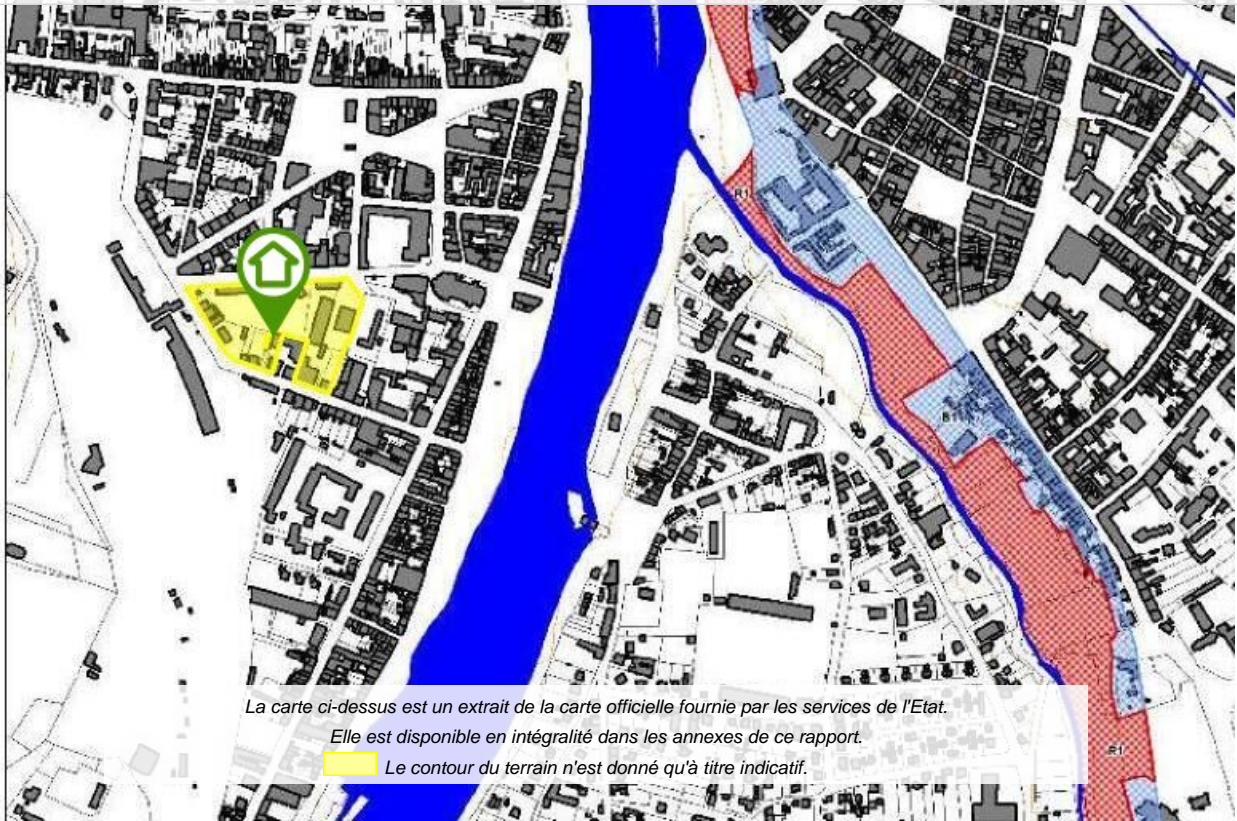 R1
B1
R1
La carte ci-dessus est un extrait de la carte officielle fournie par les services de l'Etat.
Elle est disponible en intégralité dans les annexes de ce rapport.
Le contour du terrain n'est donné qu'à titre indicatif.